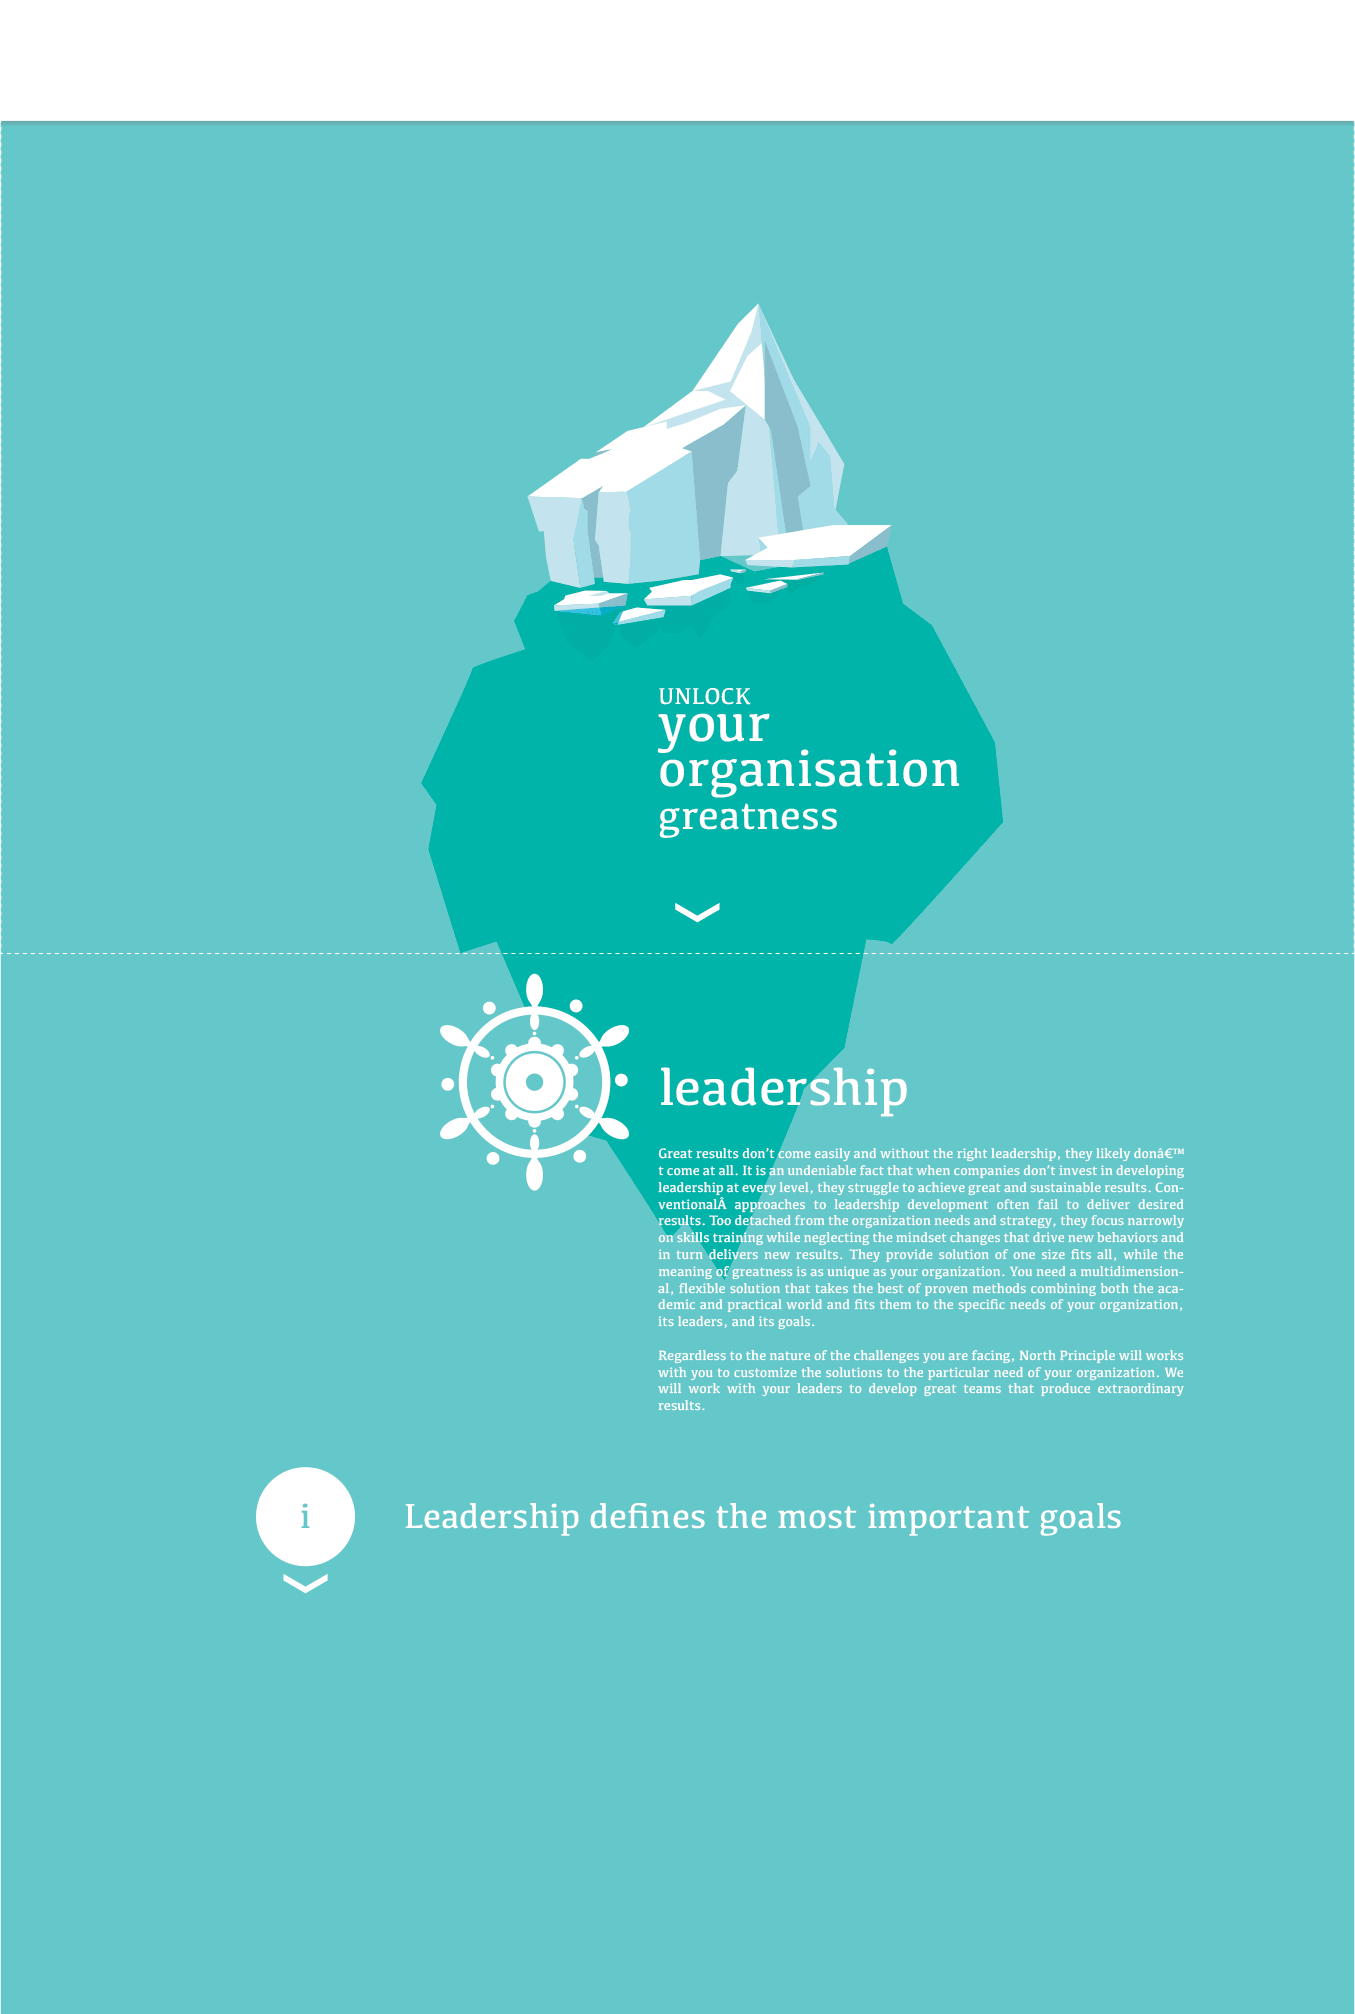 UNLOCK
your
organisation
greatness
leadership
Great results don’t come easily and without the right leadership, they likely donâ€™
t come at all. It is an undeniable fact that when companies don’t invest in developing
leadership at every level, they struggle to achieve great and sustainable results. Con-
ventionalÂ approaches to leadership development often fail to deliver desired
results. Too detached from the organization needs and strategy, they focus narrowly
on skills training while neglecting the mindset changes that drive new behaviors and
in turn delivers new results. They provide solution of one size fits all, while the
meaning of greatness is as unique as your organization. You need a multidimension-
al, flexible solution that takes the best of proven methods combining both the aca-
demic and practical world and fits them to the specific needs of your organization,
its leaders, and its goals.
Regardless to the nature of the challenges you are facing, North Principle will works
with you to customize the solutions to the particular need of your organization. We
will work with your leaders to develop great teams that produce extraordinary
results.
i
Leadership defines the most important goals